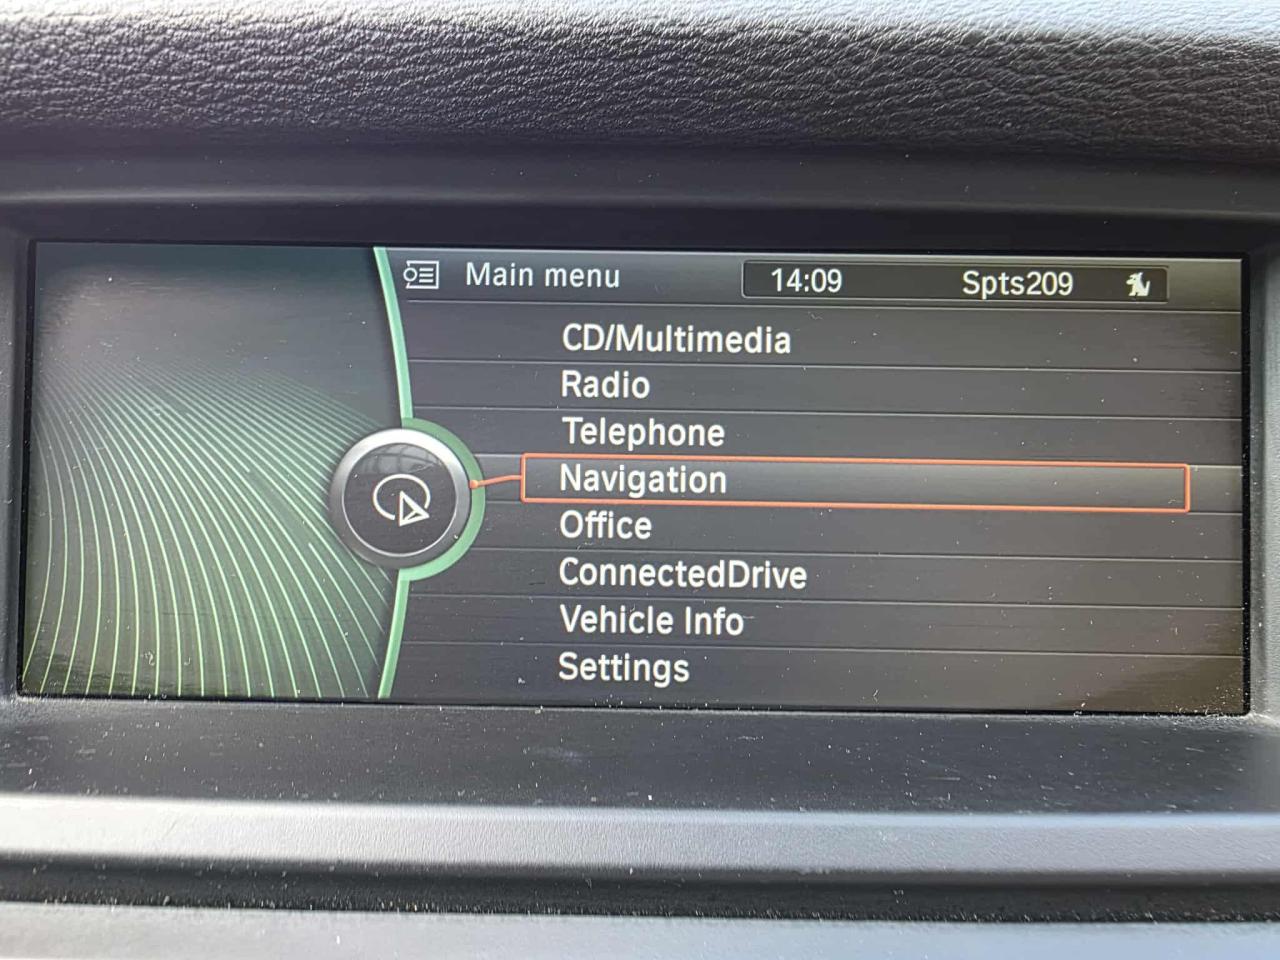 Main menu 14:09 Spts209
CD/Multimedia
Radio
Telephone
Navigation
Office
ConnectedDrive
Vehicle Info
Settings